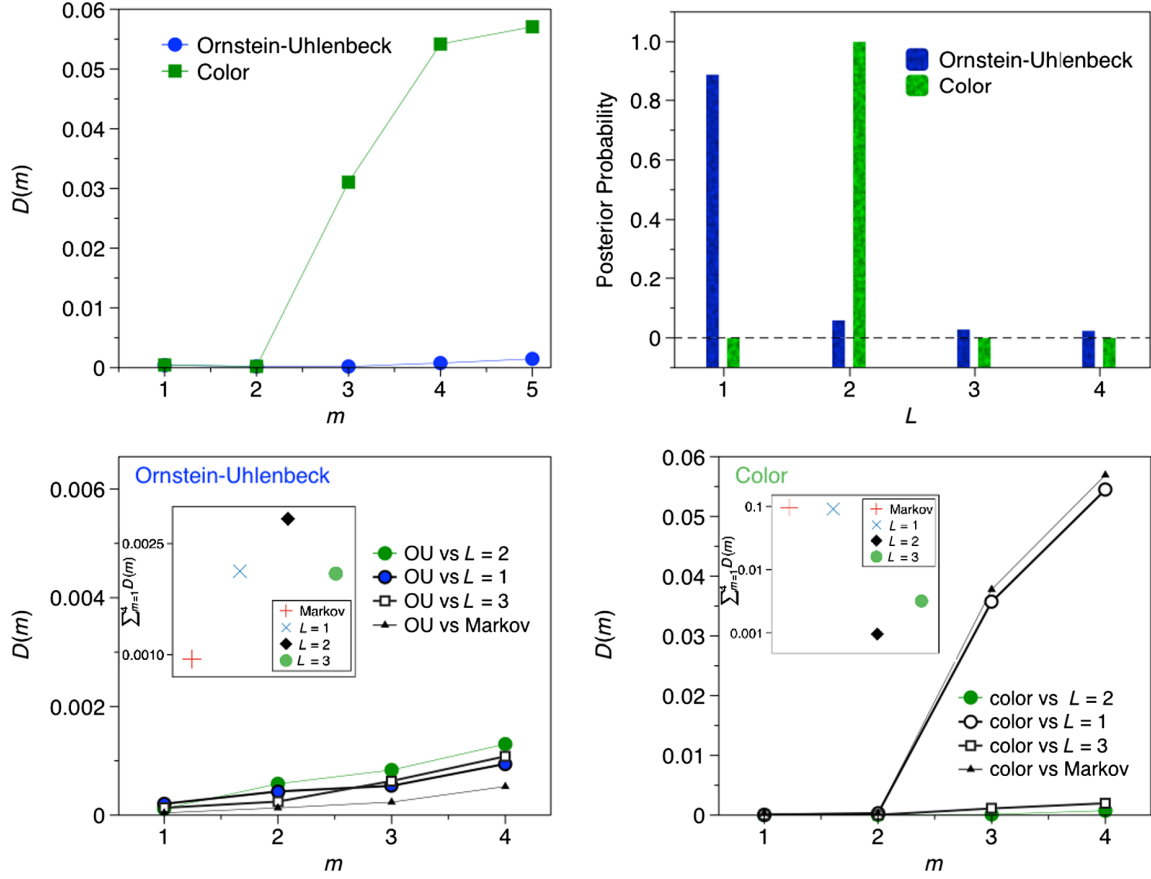 0.06
0.05
0.04
0.03
0.02
0.01
0
D(m)
Ornstein-Uhlenbeck
Color
1 2 3 4 5
m
1.0
0.8
0.6
0.4
0.2
0
Posterior Probability
Ornstein-Uhlenbeck
Color
1 2 3 4
L
0.006
0.004
0.002
0
D(m)
Ornstein-Uhlenbeck
0.0025
0.0010
∑⁴ₘ₌₁ D(m)
Markov
L = 1
L = 2
L = 3
OU vs L = 2
OU vs L = 1
OU vs L = 3
OU vs Markov
1 2 3 4
m
0.06
0.05
0.04
0.03
0.02
0.01
0
D(m)
Color
0.1
0.01
0.001
∑⁴ₘ₌₁ D(m)
Markov
L = 1
L = 2
L = 3
color vs L = 2
color vs L = 1
color vs L = 3
color vs Markov
1 2 3 4
m